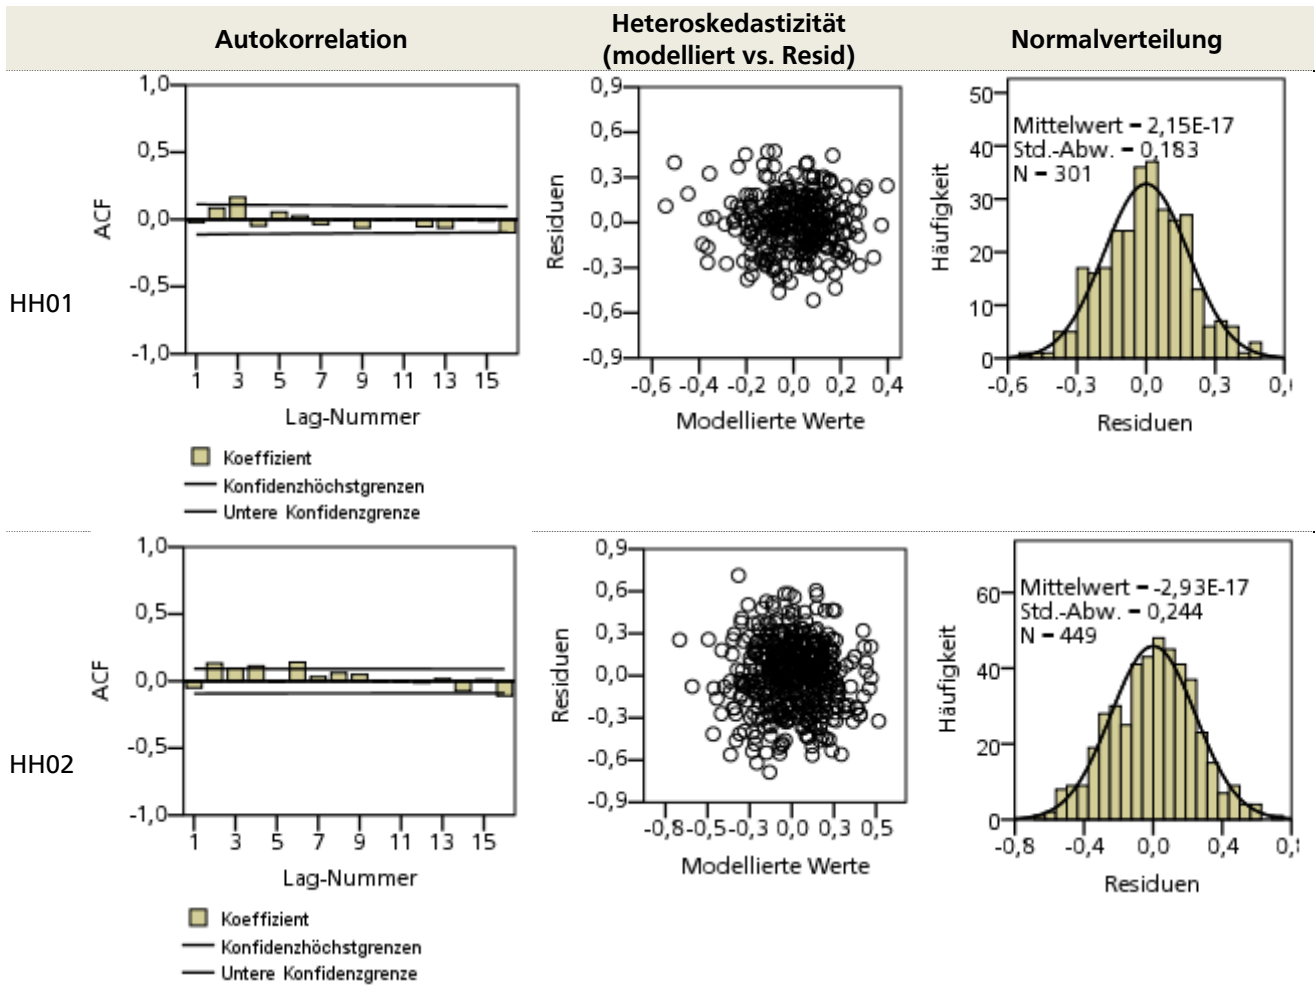 Autokorrelation
Heteroskedastizität
(modelliert vs. Resid)
Normalverteilung
HH01
1,0
0,5
0,0
-0,5
-1,0
ACF
1 3 5 7 9 11 13 15
Lag-Nummer
Koeffizient
Konfidenzhöchstgrenzen
Untere Konfidenzgrenze
0,9
0,6
0,3
0,0
-0,3
-0,6
-0,9
Residuen
-0,6 -0,4 -0,2 0,0 0,2 0,4
Modellierte Werte
50
40
30
20
10
0
Häufigkeit
Mittelwert = 2,15E-17
Std.-Abw. = 0,183
N = 301
-0,6 -0,3 0,0 0,3
Residuen
HH02
1,0
0,5
0,0
-0,5
-1,0
ACF
1 3 5 7 9 11 13 15
Lag-Nummer
Koeffizient
Konfidenzhöchstgrenzen
Untere Konfidenzgrenze
0,9
0,6
0,3
0,0
-0,3
-0,6
-0,9
Residuen
-0,8 -0,5 -0,3 0,0 0,3 0,5
Modellierte Werte
60
40
20
0
Häufigkeit
Mittelwert = -2,93E-17
Std.-Abw. = 0,244
N = 449
-0,8 -0,4 0,0 0,4
Residuen